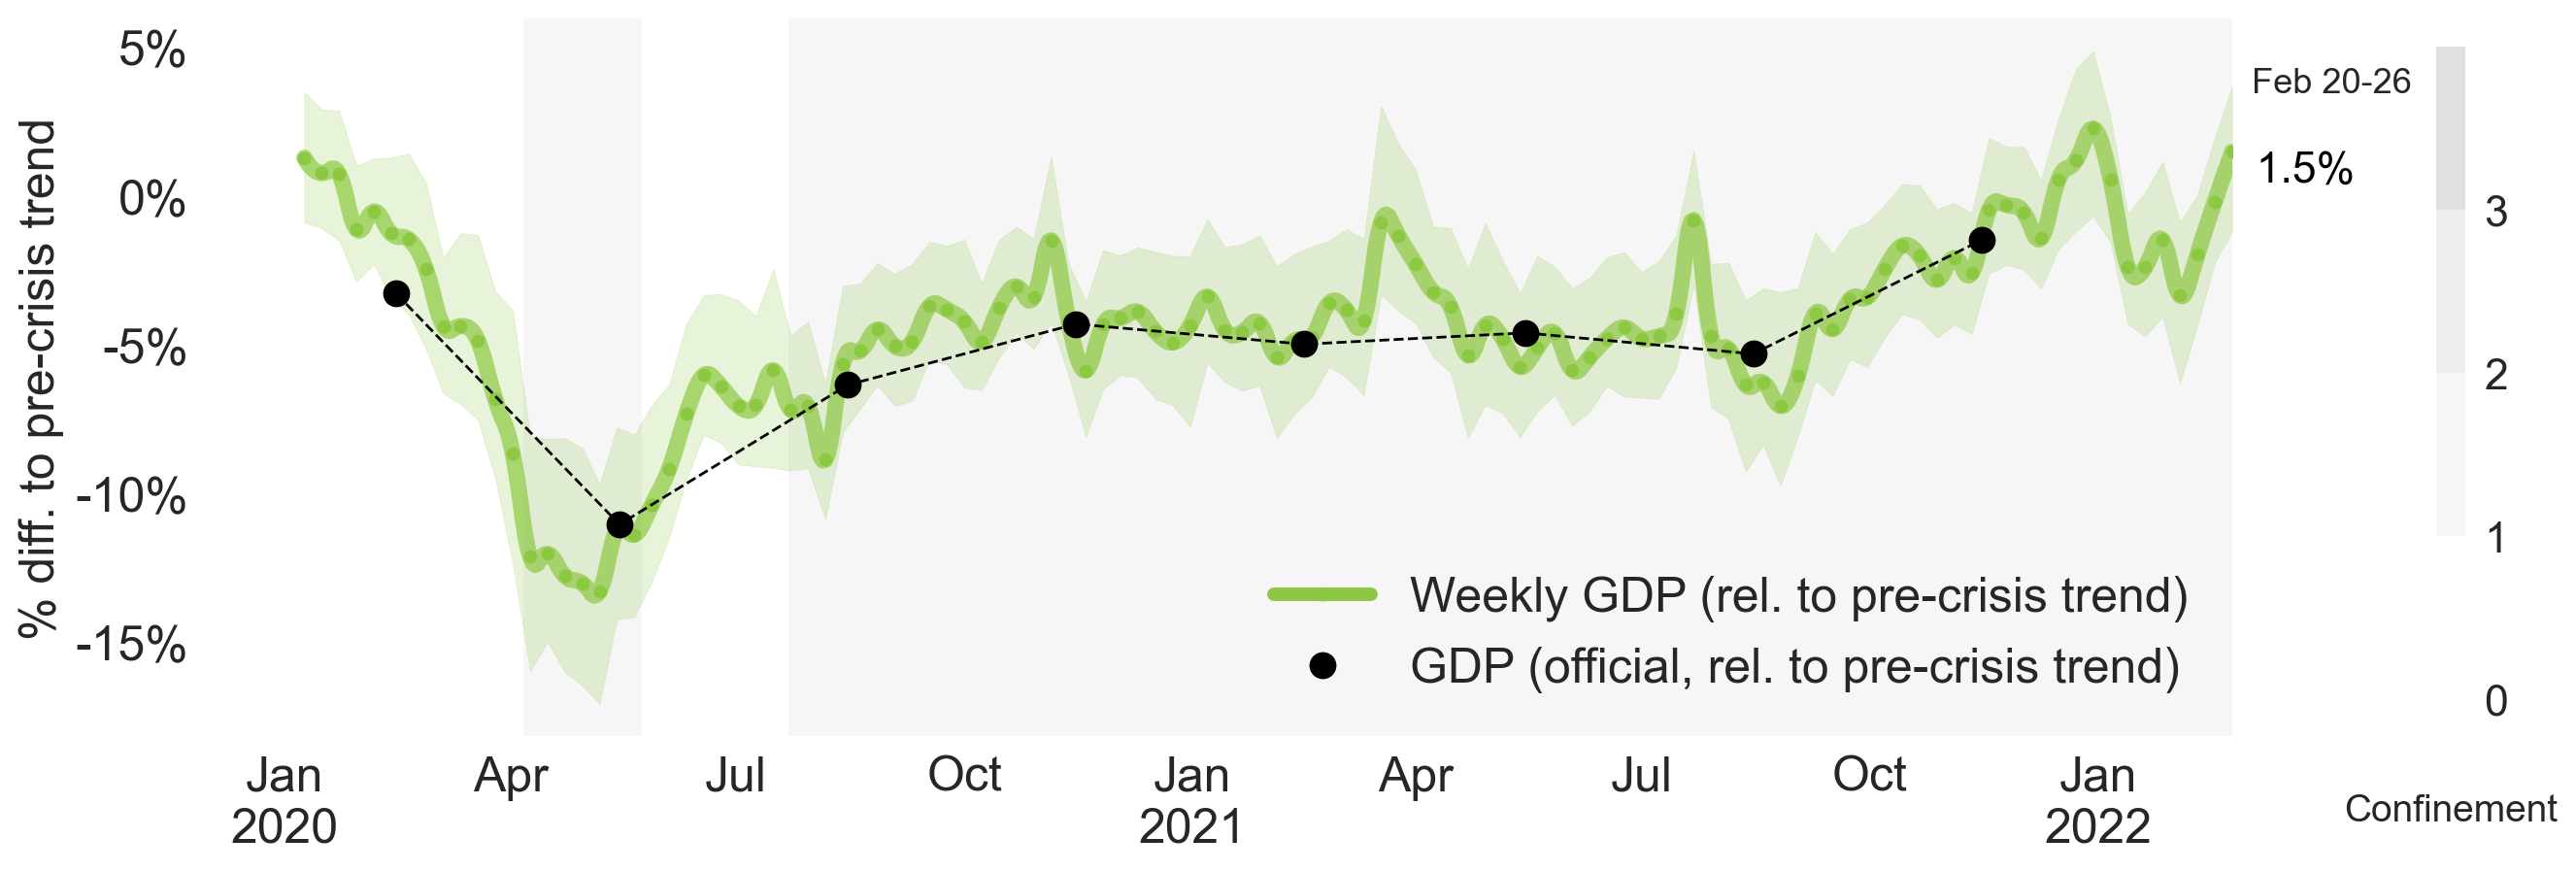 % diff. to pre-crisis trend
5%
0%
-5%
-10%
-15%
Feb 20-26
1.5%
3
2
1
0
Confinement
Weekly GDP (rel. to pre-crisis trend)
GDP (official, rel. to pre-crisis trend)
Jan Apr Jul Oct Jan Apr Jul Oct Jan
2020 2021 2022